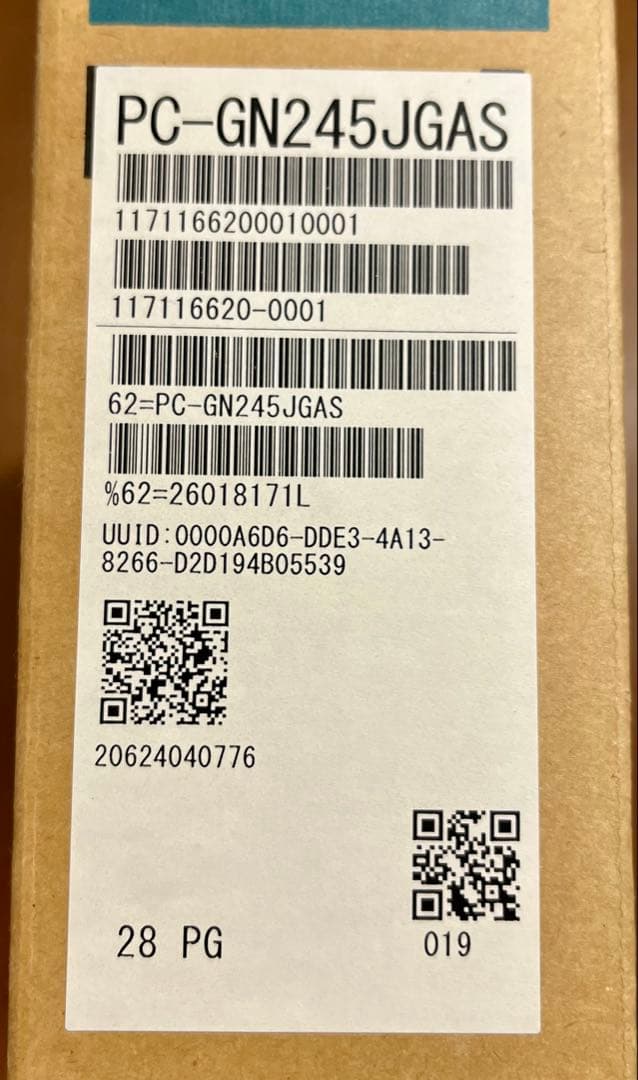 PC-GN245JGAS
1171166200010001
117116620-0001
62=PC-GN245JGAS
%62=26018171L
UUID:0000A6D6-DDE3-4A13-
8266-D2D194B05539
20624040776
28 PG
019